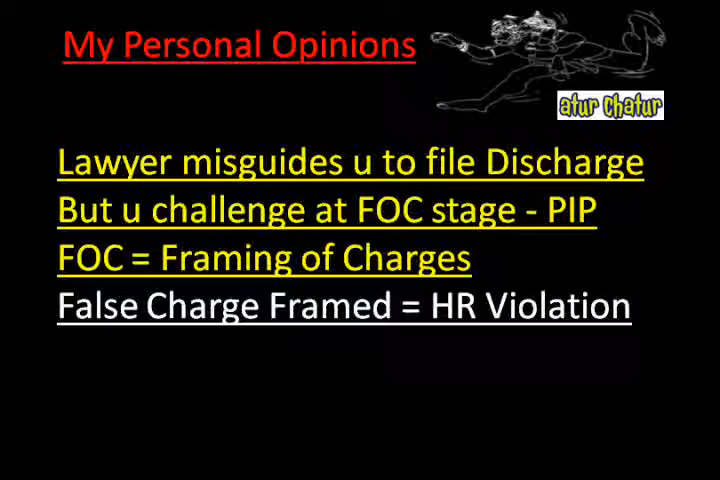 My Personal Opinions
atur chatur
Lawyer misguides u to file Discharge
But u challenge at FOC stage - PIP
FOC = Framing of Charges
False Charge Framed = HR Violation